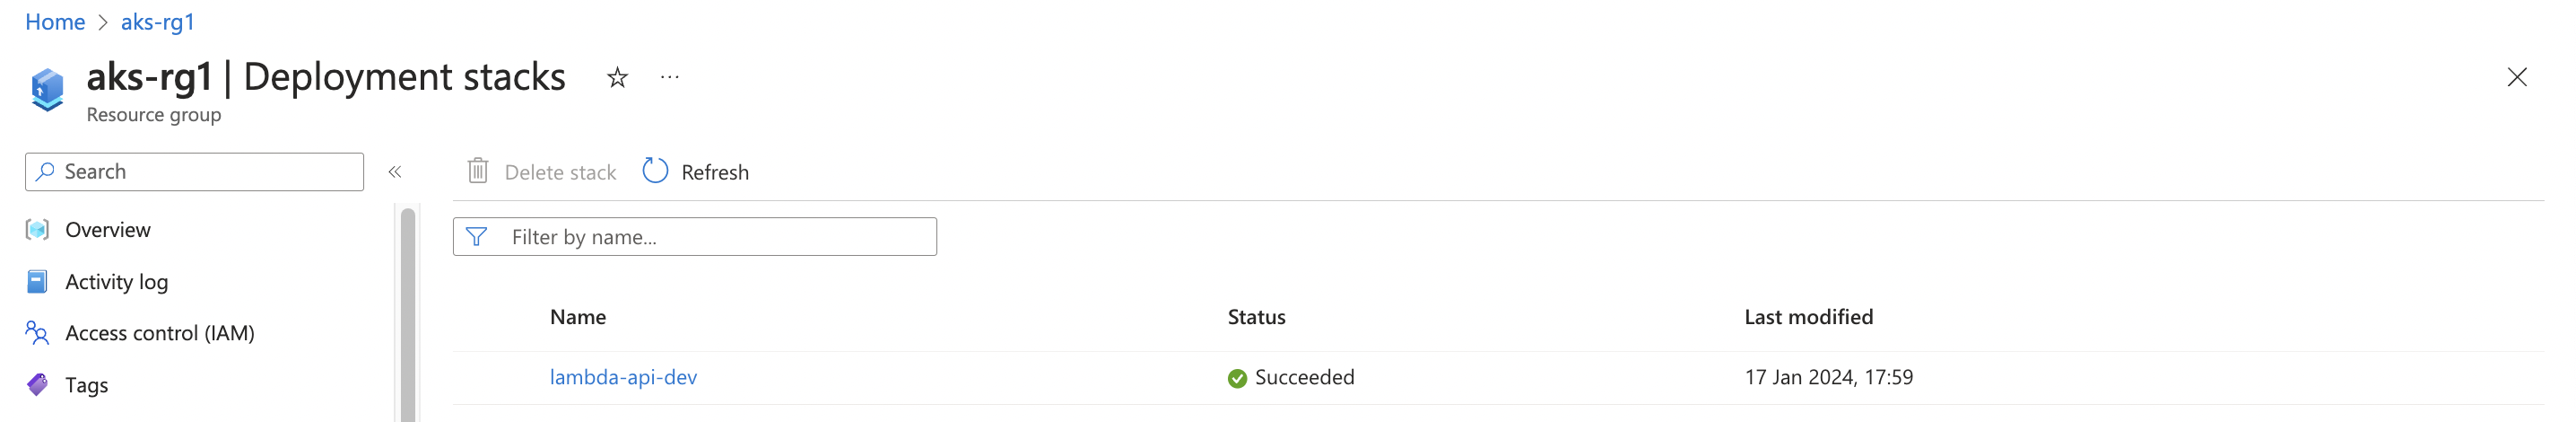 Home > aks-rg1
aks-rg1 | Deployment stacks ☆ ...
Resource group
Search «
Delete stack Refresh
Overview
Filter by name...
Activity log
Name Status Last modified
Access control (IAM)
lambda-api-dev Succeeded 17 Jan 2024, 17:59
Tags